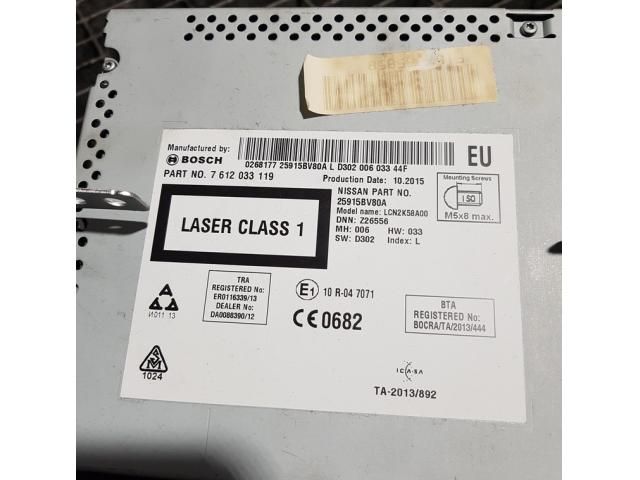 Manufactured by:
BOSCH
0268177 25915BV80A L D302 006 033 44F
EU
PART NO. 7 612 033 119
Production Date: 10.2015
NISSAN PART NO.
25915BV80A
Model name: LCN2K58A00
DNN: Z26556
MH: 006 HW: 033
SW: D302 Index: L
Mounting Screws
ISO
M5x8 max.
LASER CLASS 1
TRA
REGISTERED No:
ER0116339/13
DEALER No:
DA0088390/12
E1 10 R-04 7071
CE0682
BTA
REGISTERED No:
BOCRA/TA/2013/444
И011 13
1024
ICASA
TA-2013/892